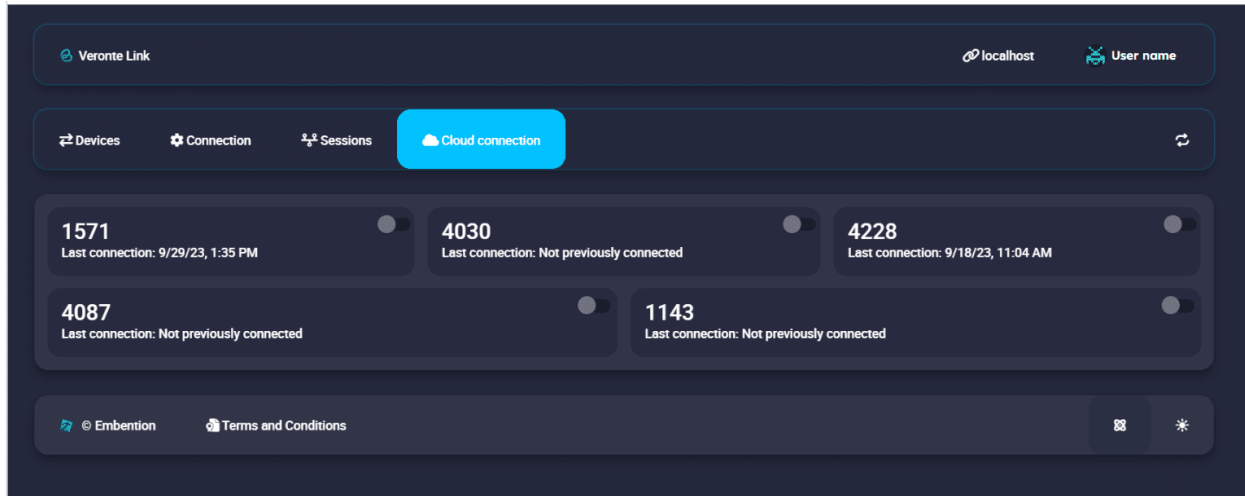 Veronte Link
localhost
User name
Devices
Connection
Sessions
Cloud connection
1571
Last connection: 9/29/23, 1:35 PM
4030
Last connection: Not previously connected
4228
Last connection: 9/18/23, 11:04 AM
4087
Last connection: Not previously connected
1143
Last connection: Not previously connected
© Embention
Terms and Conditions